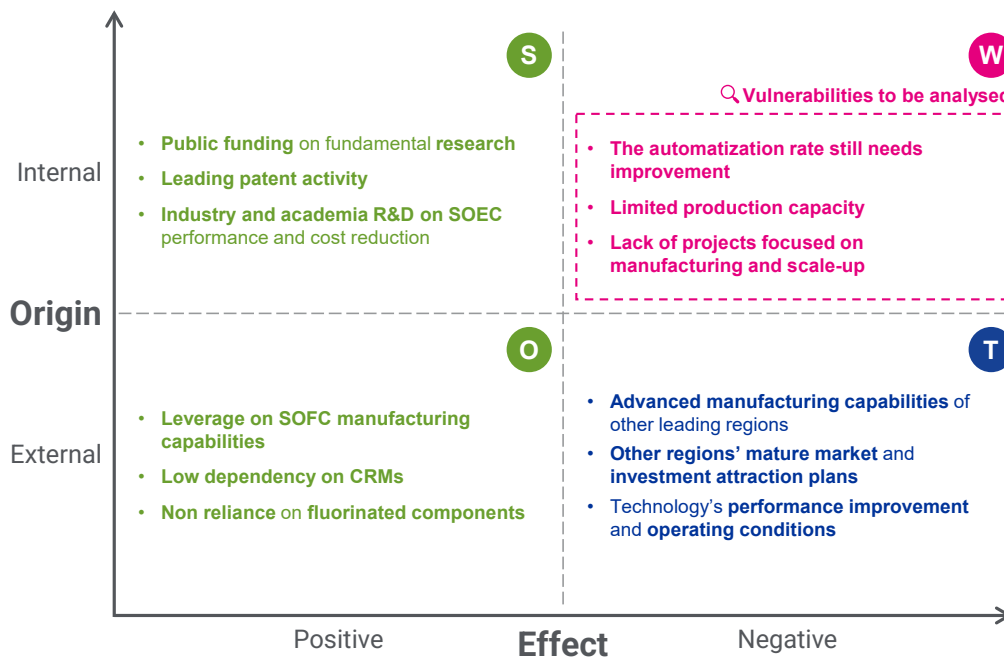 S
W
Vulnerabilities to be analysed
Internal
• Public funding on fundamental research
• Leading patent activity
• Industry and academia R&D on SOEC
performance and cost reduction
• The automatization rate still needs
improvement
• Limited production capacity
• Lack of projects focused on
manufacturing and scale-up
Origin
O
T
External
• Leverage on SOFC manufacturing
capabilities
• Low dependency on CRMs
• Non reliance on fluorinated components
• Advanced manufacturing capabilities of
other leading regions
• Other regions’ mature market and
investment attraction plans
• Technology’s performance improvement
and operating conditions
Positive
Effect
Negative